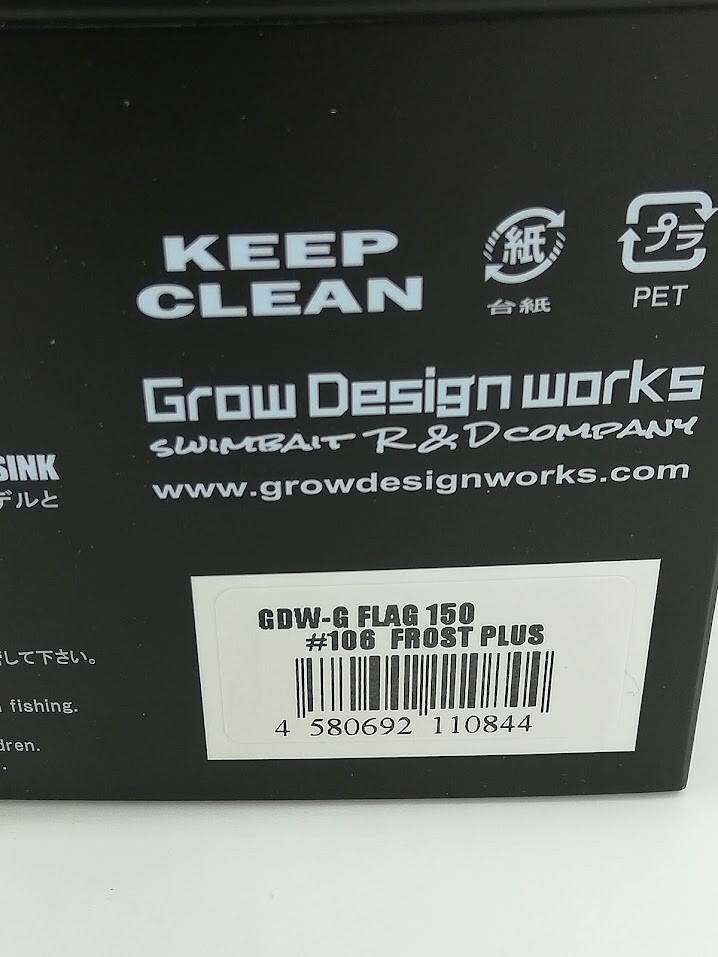 KEEP
CLEAN
紙
台紙
プラ
PET
Grow Design works
SWIMBAIT R&D COMPANY
www.growdesignworks.com
SINK
デルと
して下さい。
fishing.
dren.
GDW-G FLAG 150
#106 FROST PLUS
4 580692 110844